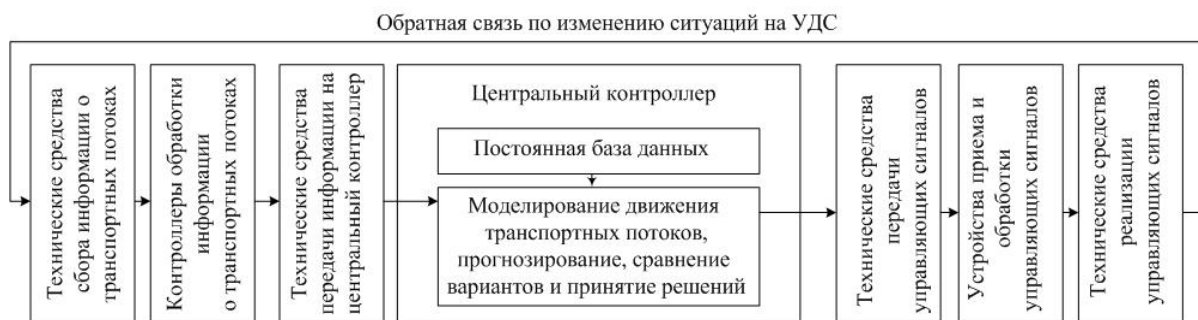 Обратная связь по изменению ситуаций на УДС
Технические средства
сбора информации о
транспортных потоках
Контроллеры обработки
информации
о транспортных потоках
Технические средства
передачи информации на
центральный контроллер
Центральный контроллер
Постоянная база данных
Моделирование движения
транспортных потоков,
прогнозирование, сравнение
вариантов и принятие решений
Технические средства
передачи
управляющих сигналов
Устройства приема и
обработки
управляющих сигналов
Технические средства
реализации
управляющих сигналов